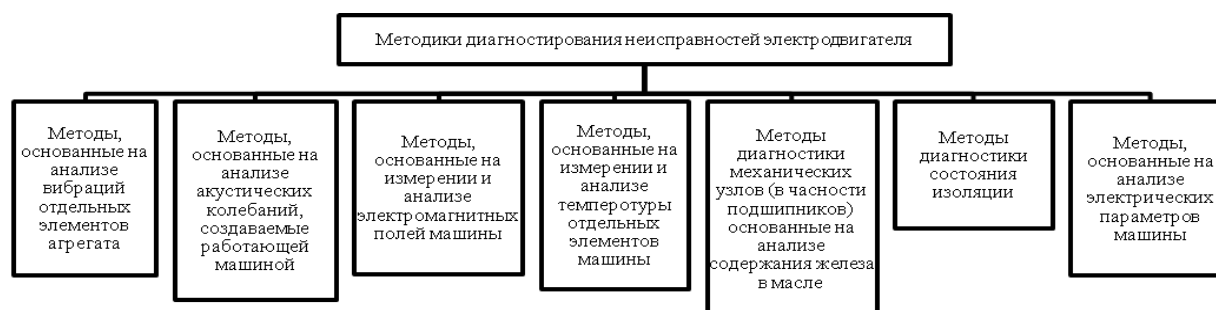 Методики диагностирования неисправностей электродвигателя
Методы,
основанные на
анализе
вибраций
отдельных
элементов
агрегата
Методы,
основанные на
анализе
акустических
колебаний,
создаваемые
работающей
машиной
Методы,
основанные на
измерении и
анализе
электромагнитных
полей машины
Методы,
основанные на
измерении и
анализе
темперотуры
отдельных
элементов
машины
Методы
диагностики
механических
узлов (в часности
подшипников)
основанные на
анализе
содержания железа
в масле
Методы
диагностики
состояния
изоляции
Методы,
основанные на
анализе
электрических
параметров
машины